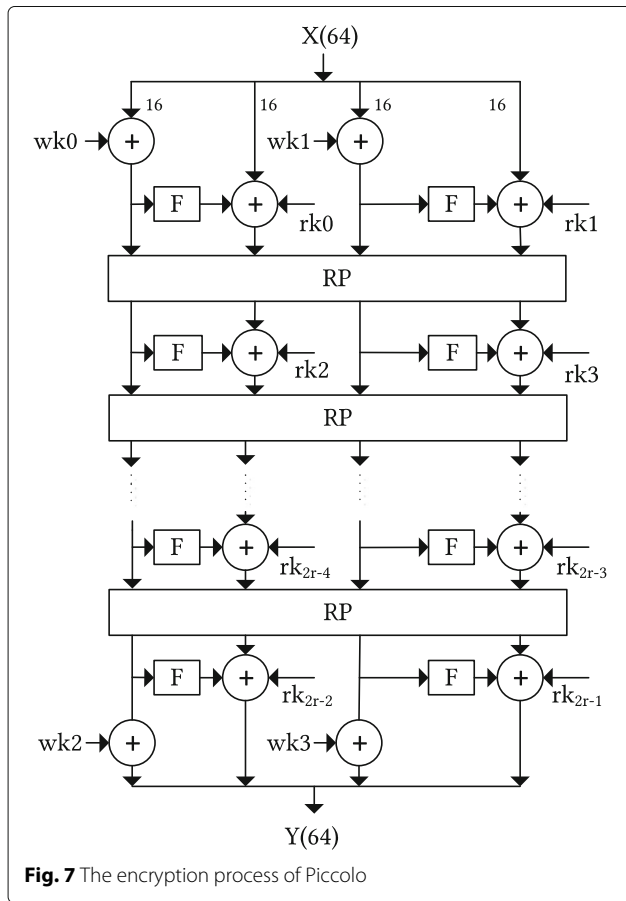 X(64)
16 16 16 16
wk0 + wk1 +
F + rk0 F + rk1
RP
F + rk2 F + rk3
RP
F + rk2r-4 F + rk2r-3
RP
F + rk2r-2 F + rk2r-1
wk2 + wk3 +
Y(64)
Fig. 7 The encryption process of Piccolo